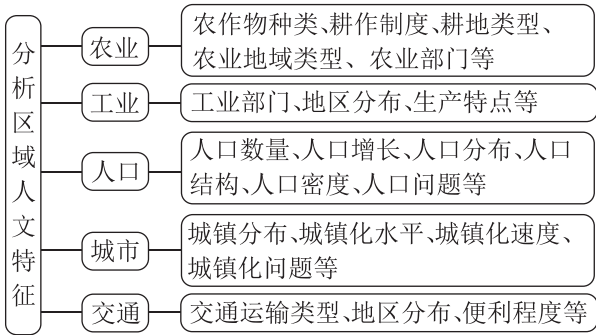 分析区域人文特征
农业
农作物种类、耕作制度、耕地类型、
农业地域类型、农业部门等
工业
工业部门、地区分布、生产特点等
人口
人口数量、人口增长、人口分布、人口
结构、人口密度、人口问题等
城市
城镇分布、城镇化水平、城镇化速度、
城镇化问题等
交通
交通运输类型、地区分布、便利程度等